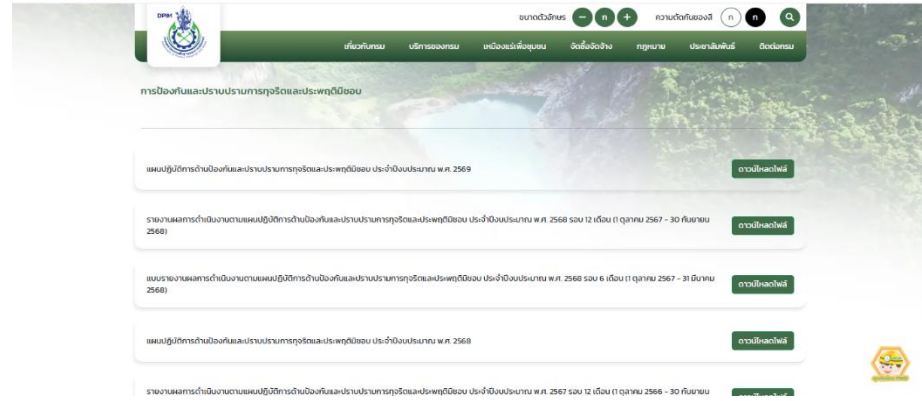 DPIM
ขนาดตัวอักษร - ก +
ความตัดกันของสี ก ก
เกี่ยวกับกรม บริการของกรม เหมืองแร่เพื่อชุมชน จัดซื้อจัดจ้าง กฎหมาย ประชาสัมพันธ์ ติดต่อกรม
การป้องกันและปราบปรามการทุจริตและประพฤติมิชอบ
แผนปฏิบัติการด้านป้องกันและปราบปรามการทุจริตและประพฤติมิชอบ ประจำปีงบประมาณ พ.ศ. 2569
ดาวน์โหลดไฟล์
รายงานผลการดำเนินงานตามแผนปฏิบัติการด้านป้องกันและปราบปรามการทุจริตและประพฤติมิชอบ ประจำปีงบประมาณ พ.ศ. 2568 รอบ 12 เดือน (1 ตุลาคม 2567 - 30 กันยายน
2568)
ดาวน์โหลดไฟล์
แบบรายงานผลการดำเนินงานตามแผนปฏิบัติการด้านป้องกันและปราบปรามการทุจริตและประพฤติมิชอบ ประจำปีงบประมาณ พ.ศ. 2568 รอบ 6 เดือน (1 ตุลาคม 2567 - 31 มีนาคม
2568)
ดาวน์โหลดไฟล์
แผนปฏิบัติการด้านป้องกันและปราบปรามการทุจริตและประพฤติมิชอบ ประจำปีงบประมาณ พ.ศ. 2568
ดาวน์โหลดไฟล์
รายงานผลการดำเนินงานตามแผนปฏิบัติการด้านป้องกันและปราบปรามการทุจริตและประพฤติมิชอบ ประจำปีงบประมาณ พ.ศ. 2567 รอบ 12 เดือน (1 ตุลาคม 2566 - 30 กันยายน
ดาวน์โหลดไฟล์